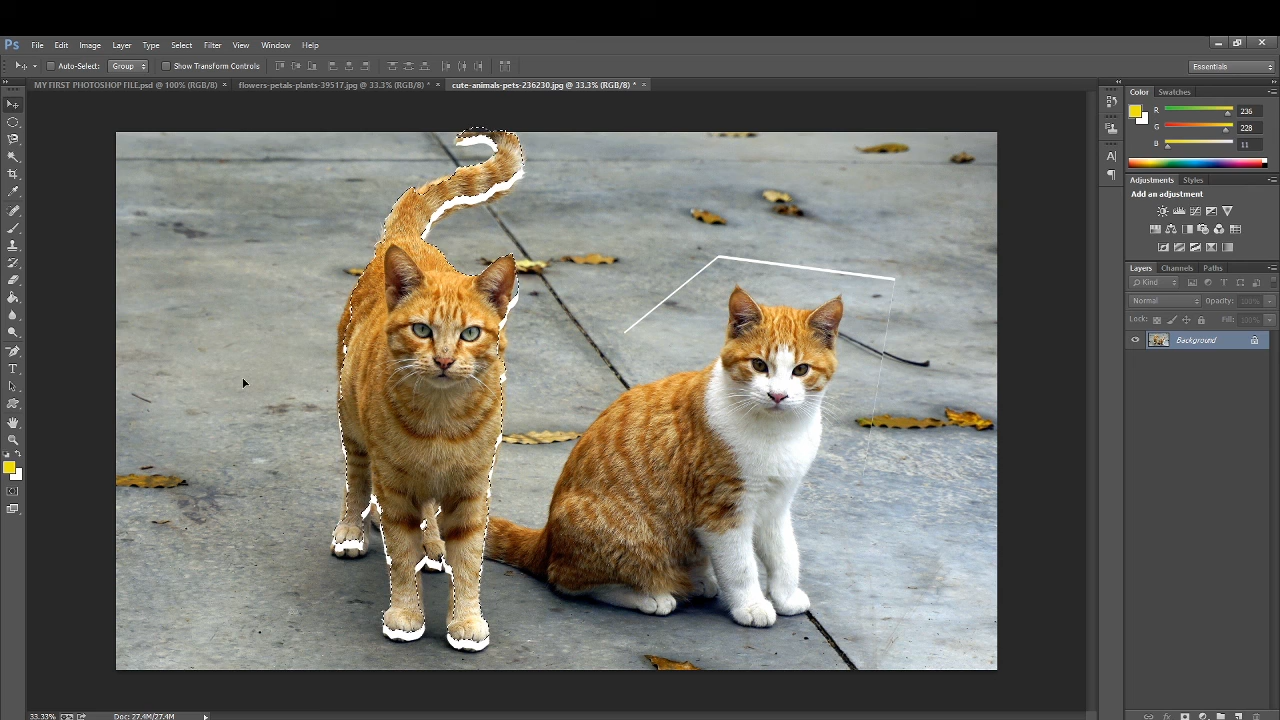 Ps File Edit Image Layer Type Select Filter View Window Help
Auto-Select: Group Show Transform Controls Essentials
MY FIRST PHOTOSHOP FILE.psd @ 100% (RGB/8) × flowers-petals-plants-39517.jpg @ 33.3% (RGB/8) * × cute-animals-pets-236230.jpg @ 33.3% (RGB/8) * ×
Color Swatches
R 236
G 228
B 11
Adjustments Styles
Add an adjustment
Layers Channels Paths
Kind
Normal Opacity: 100%
Lock: Fill: 100%
Background
33.33% Doc: 27.4M/27.4M